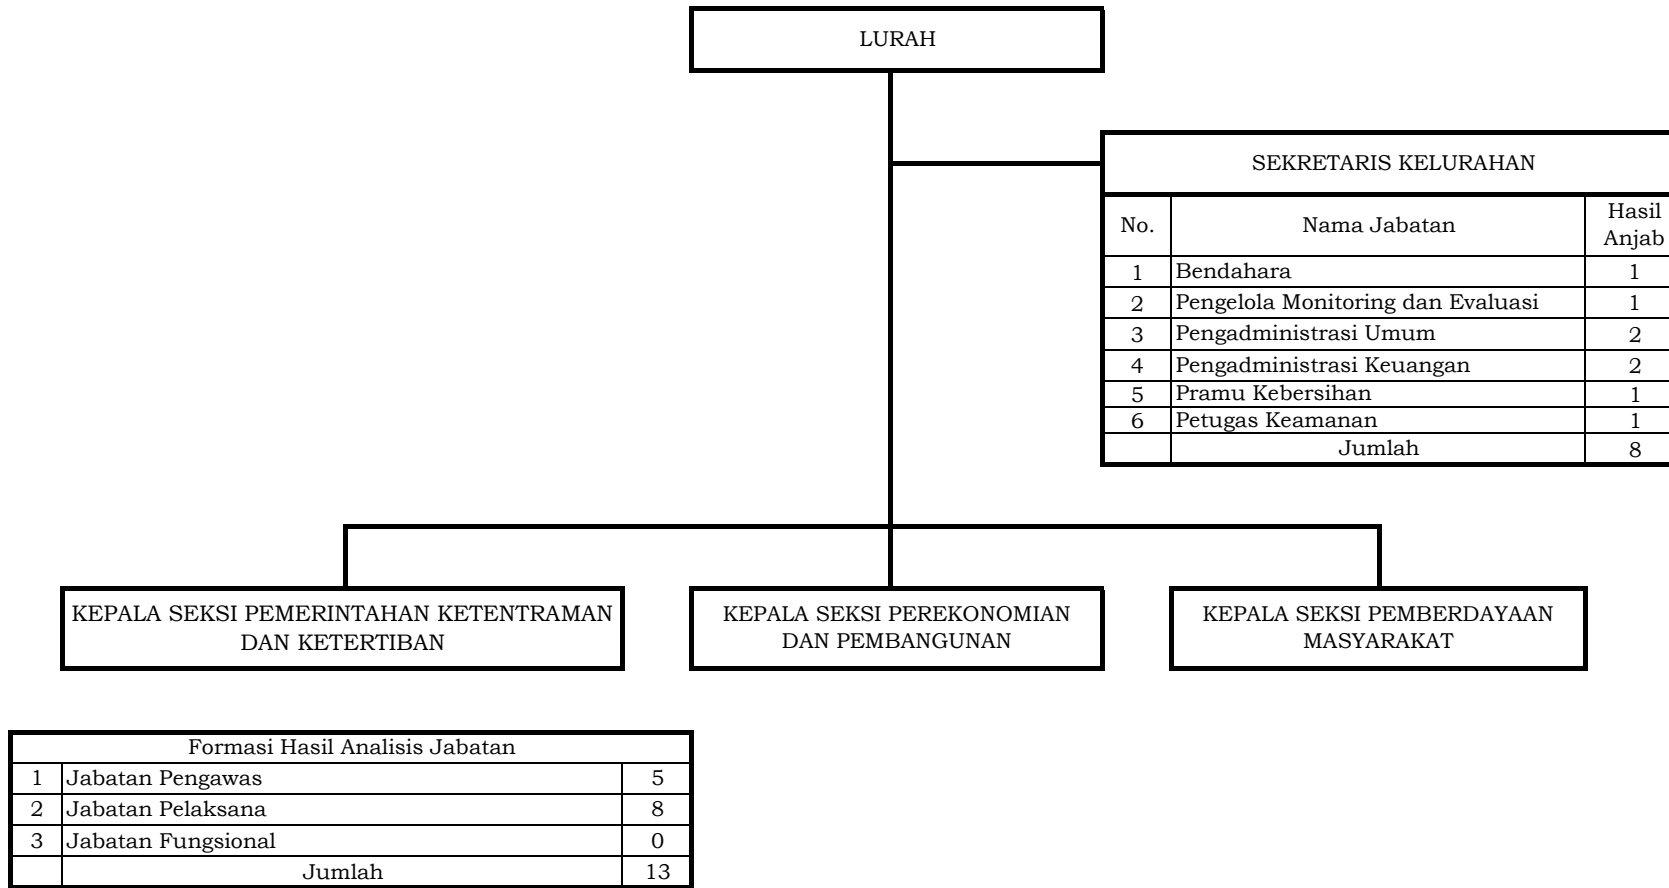 LURAH
SEKRETARIS KELURAHAN
No. Nama Jabatan Hasil Anjab
1 Bendahara 1
2 Pengelola Monitoring dan Evaluasi 1
3 Pengadministrasi Umum 2
4 Pengadministrasi Keuangan 2
5 Pramu Kebersihan 1
6 Petugas Keamanan 1
Jumlah 8
KEPALA SEKSI PEMERINTAHAN KETENTRAMAN
DAN KETERTIBAN
KEPALA SEKSI PEREKONOMIAN
DAN PEMBANGUNAN
KEPALA SEKSI PEMBERDAYAAN
MASYARAKAT
Formasi Hasil Analisis Jabatan
1 Jabatan Pengawas 5
2 Jabatan Pelaksana 8
3 Jabatan Fungsional 0
Jumlah 13